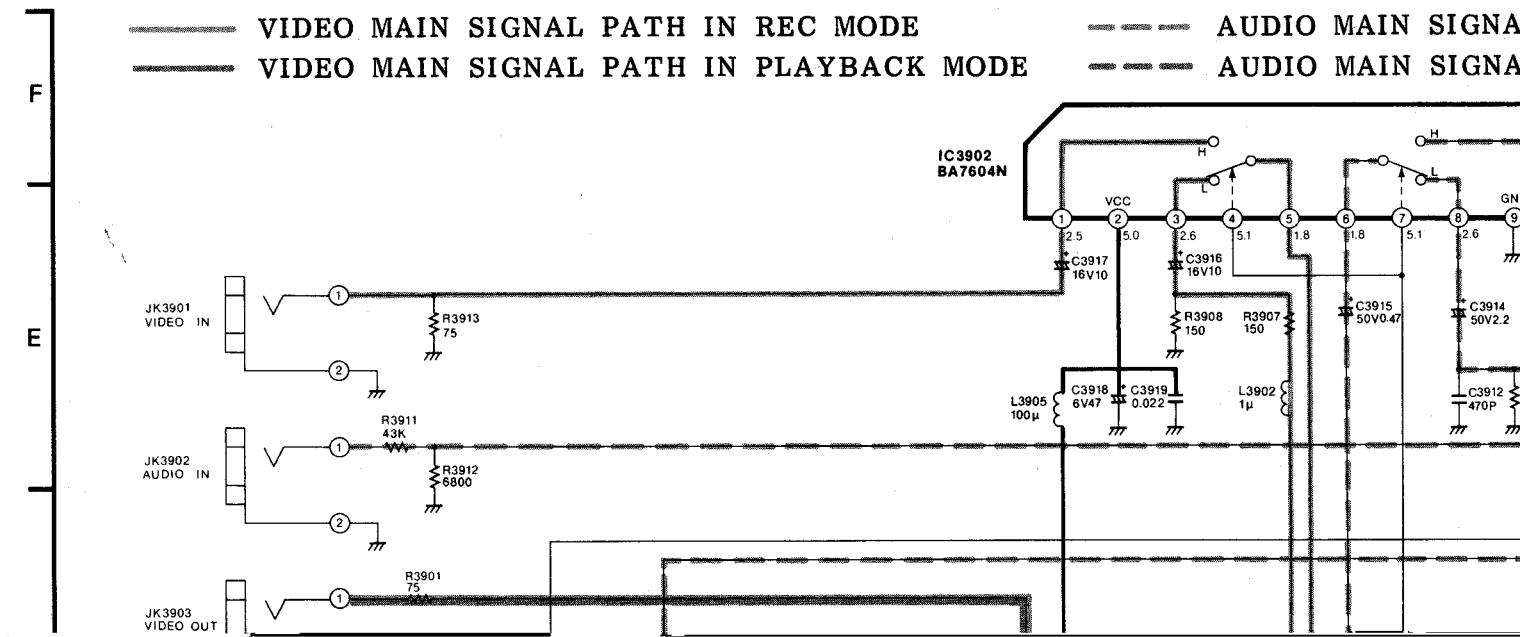 VIDEO MAIN SIGNAL PATH IN REC MODE
AUDIO MAIN SIGNA
VIDEO MAIN SIGNAL PATH IN PLAYBACK MODE
AUDIO MAIN SIGNA
F
E
IC3902
BA7604N
H
L
H
L
VCC
GN
1 2 3 4 5 6 7 8 9
2.5 5.0 2.6 5.1 1.8 1.8 5.1 2.6
C3917
16V10
C3916
16V10
JK3901
VIDEO IN
1
2
R3913
75
R3908
150
R3907
150
C3915
50V0.47
C3914
50V2.2
L3905
100µ
C3918
6V47
C3919
0.022
L3902
1µ
C3912
470P
JK3902
AUDIO IN
1
2
R3911
43K
R3912
6800
JK3903
VIDEO OUT
1
R3901
75